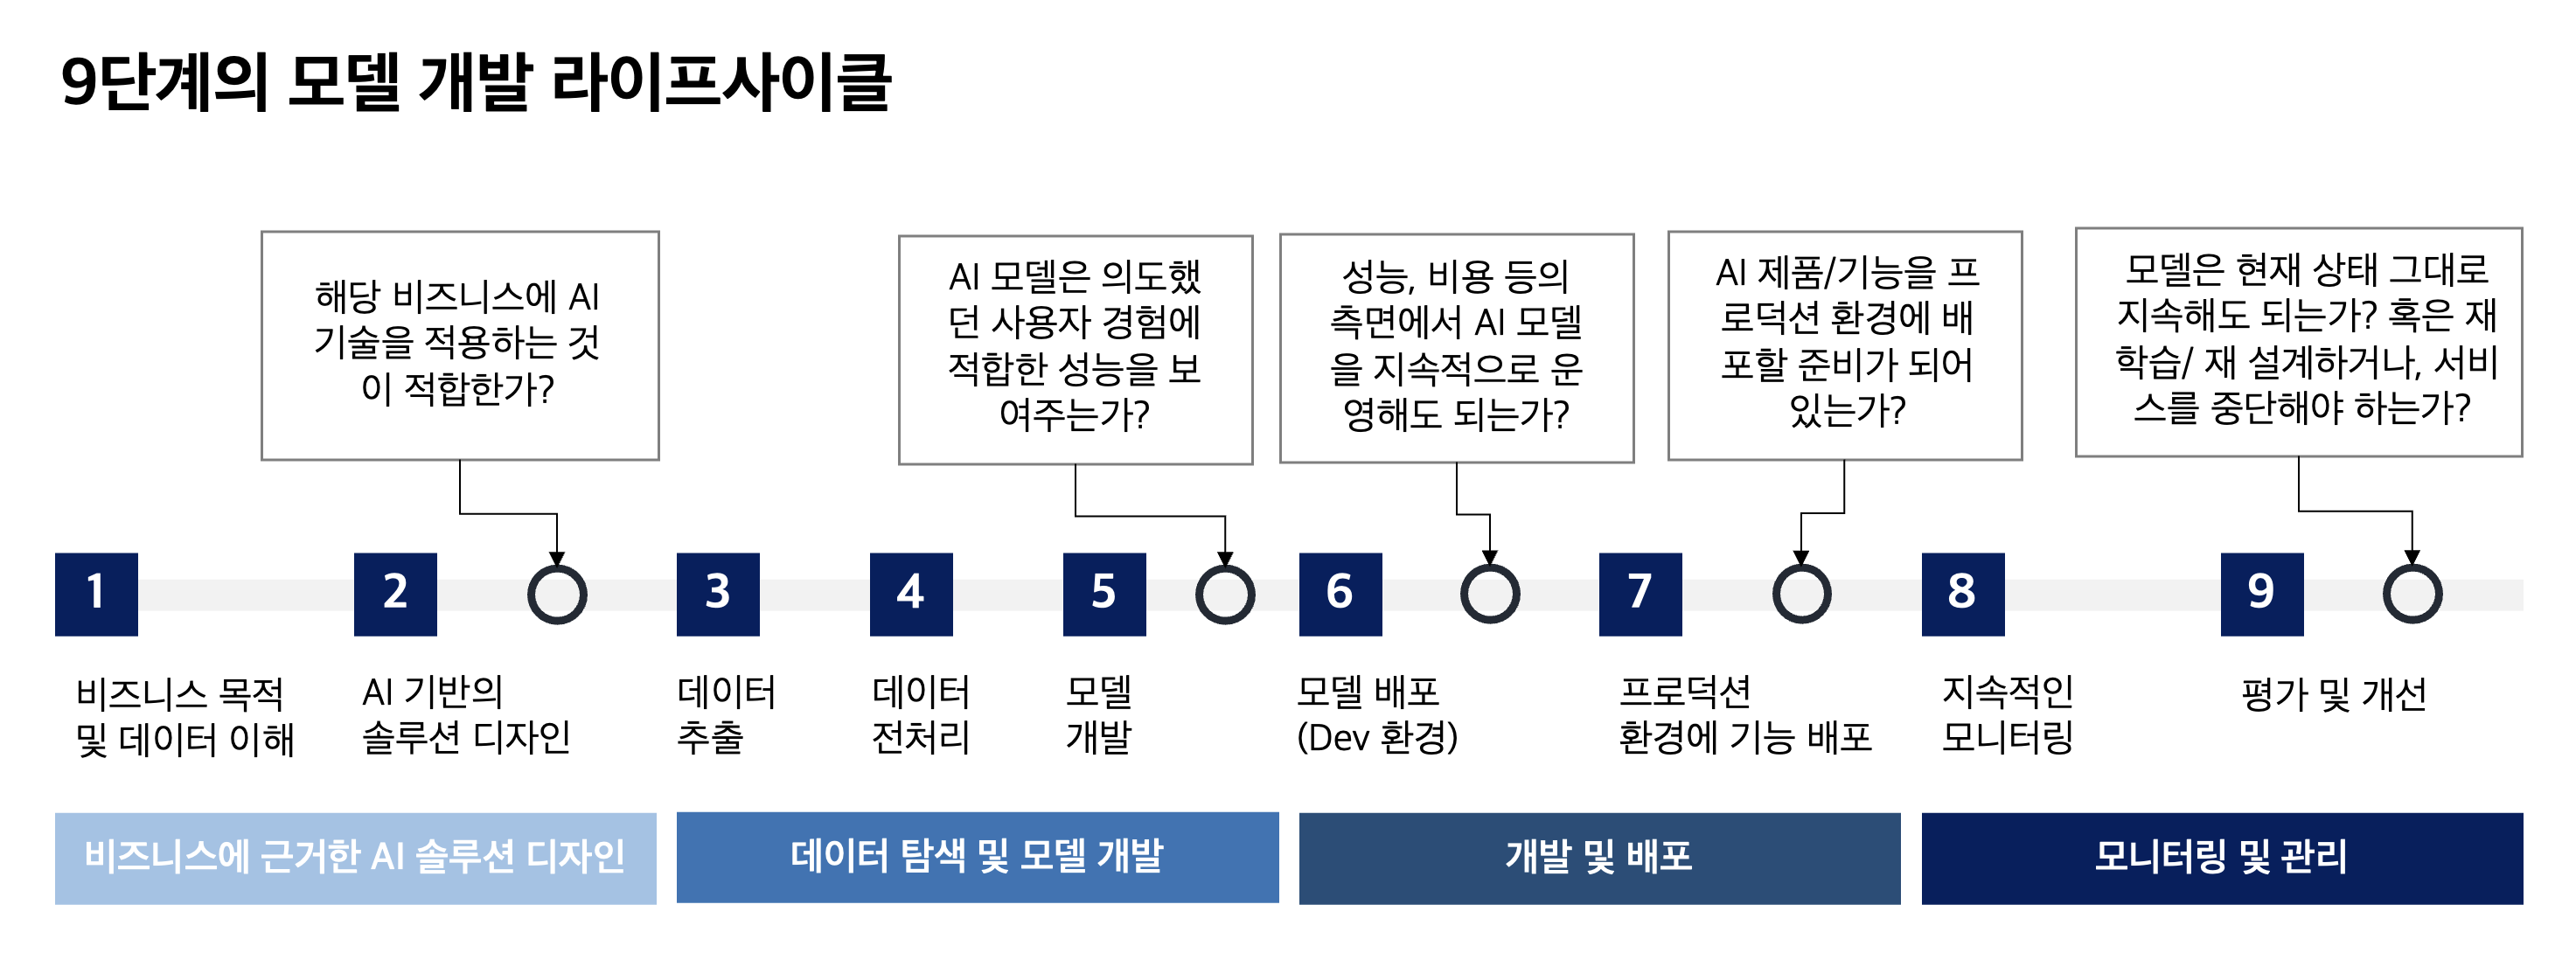 9단계의 모델 개발 라이프사이클
해당 비즈니스에 AI
기술을 적용하는 것
이 적합한가?
AI 모델은 의도했
던 사용자 경험에
적합한 성능을 보
여주는가?
성능, 비용 등의
측면에서 AI 모델
을 지속적으로 운
영해도 되는가?
AI 제품/기능을 프
로덕션 환경에 배
포할 준비가 되어
있는가?
모델은 현재 상태 그대로
지속해도 되는가? 혹은 재
학습/ 재 설계하거나, 서비
스를 중단해야 하는가?
1
2
3
4
5
6
7
8
9
비즈니스 목적
및 데이터 이해
AI 기반의
솔루션 디자인
데이터
추출
데이터
전처리
모델
개발
모델 배포
(Dev 환경)
프로덕션
환경에 기능 배포
지속적인
모니터링
평가 및 개선
비즈니스에 근거한 AI 솔루션 디자인
데이터 탐색 및 모델 개발
개발 및 배포
모니터링 및 관리